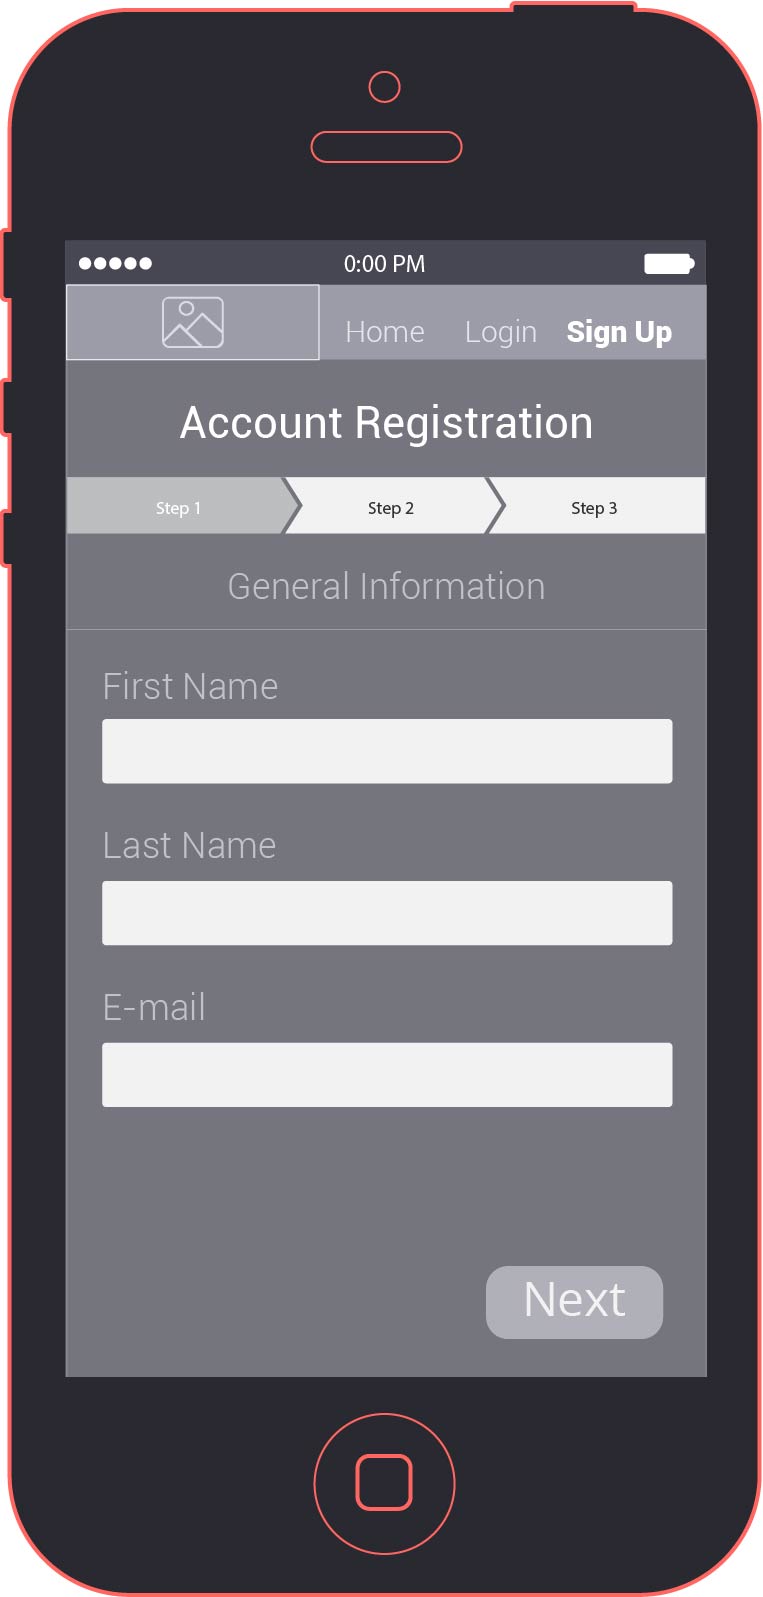 0:00 PM
Home Login Sign Up
Account Registration
Step 1 Step 2 Step 3
General Information
First Name
Last Name
E-mail
Next